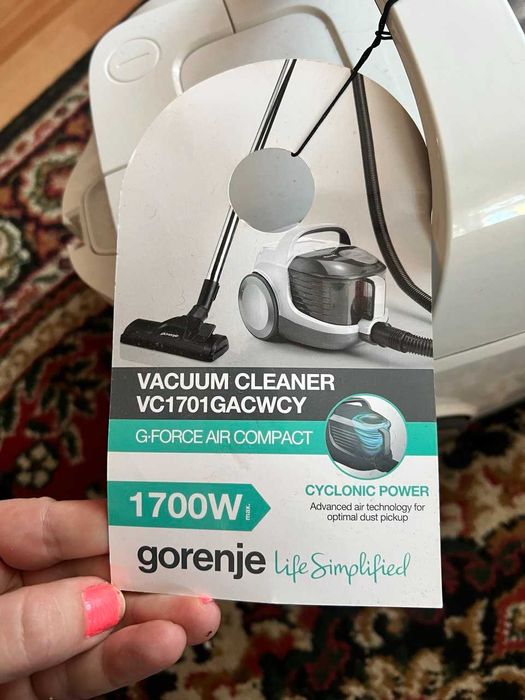 gorenje
VACUUM CLEANER
VC1701GACWCY
G·FORCE AIR COMPACT
CYCLONIC POWER
Advanced air technology for
optimal dust pickup
1700W max.
gorenje Life Simplified